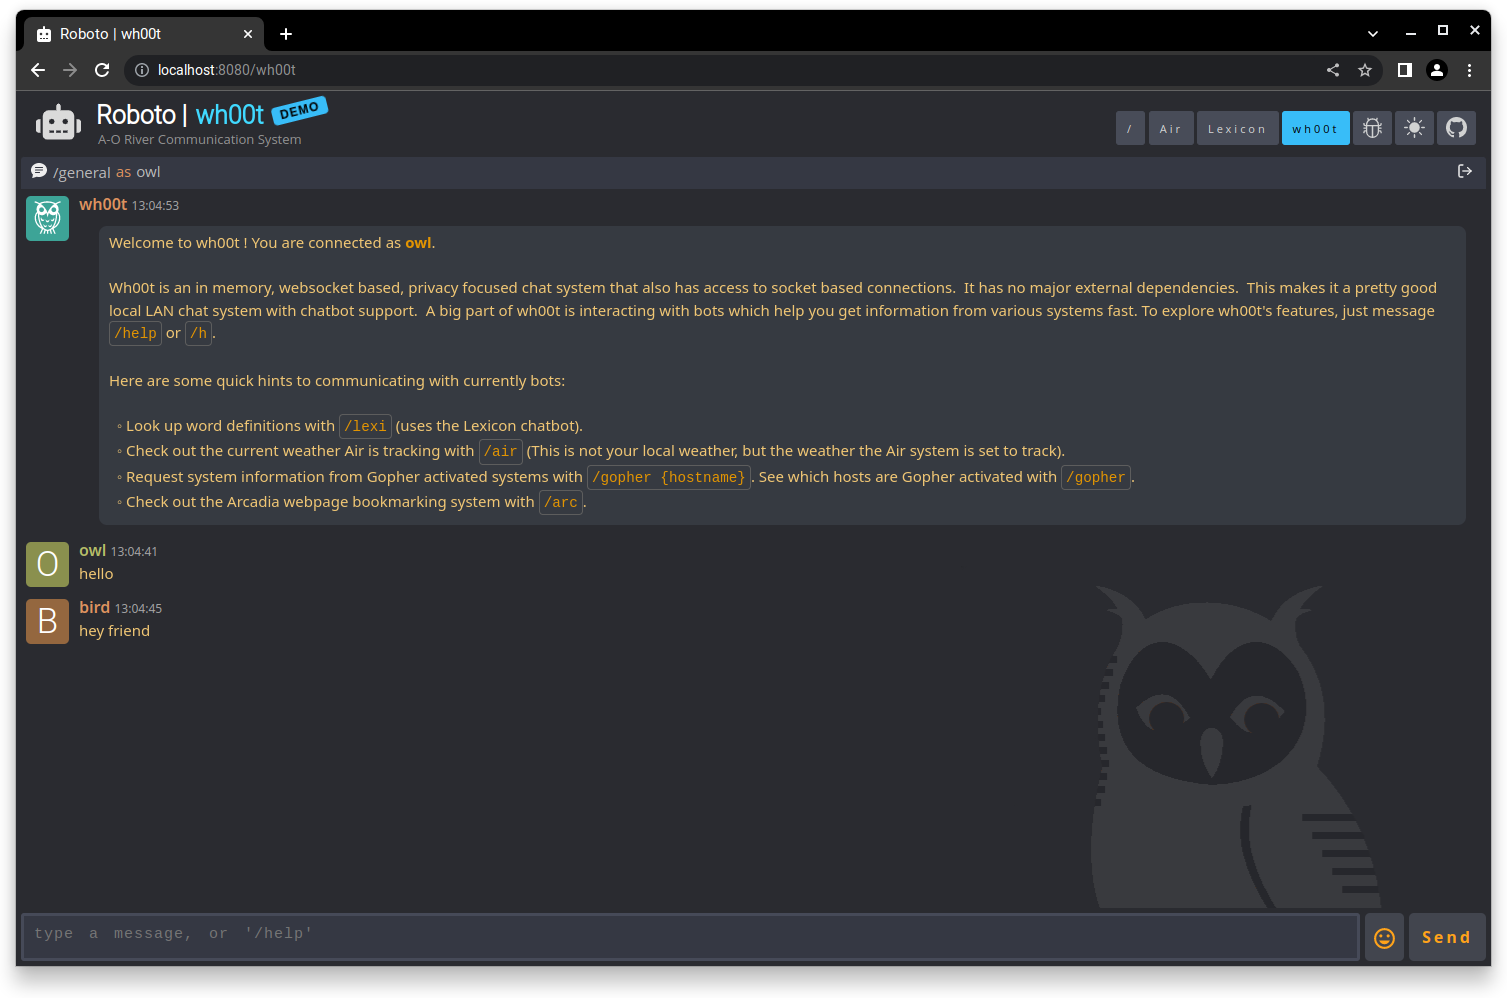 Roboto | wh00t
localhost:8080/wh00t
Roboto | wh00t DEMO
A-O River Communication System
/ Air Lexicon wh00t
/general as owl
wh00t 13:04:53
Welcome to wh00t ! You are connected as owl.
Wh00t is an in memory, websocket based, privacy focused chat system that also has access to socket based connections.  It has no major external dependencies.  This makes it a pretty good
local LAN chat system with chatbot support.  A big part of wh00t is interacting with bots which help you get information from various systems fast. To explore wh00t's features, just message
/help or /h.
Here are some quick hints to communicating with currently bots:
◦ Look up word definitions with /lexi (uses the Lexicon chatbot).
◦ Check out the current weather Air is tracking with /air (This is not your local weather, but the weather the Air system is set to track).
◦ Request system information from Gopher activated systems with /gopher {hostname}. See which hosts are Gopher activated with /gopher.
◦ Check out the Arcadia webpage bookmarking system with /arc.
O owl 13:04:41
hello
B bird 13:04:45
hey friend
type a message, or '/help'
Send